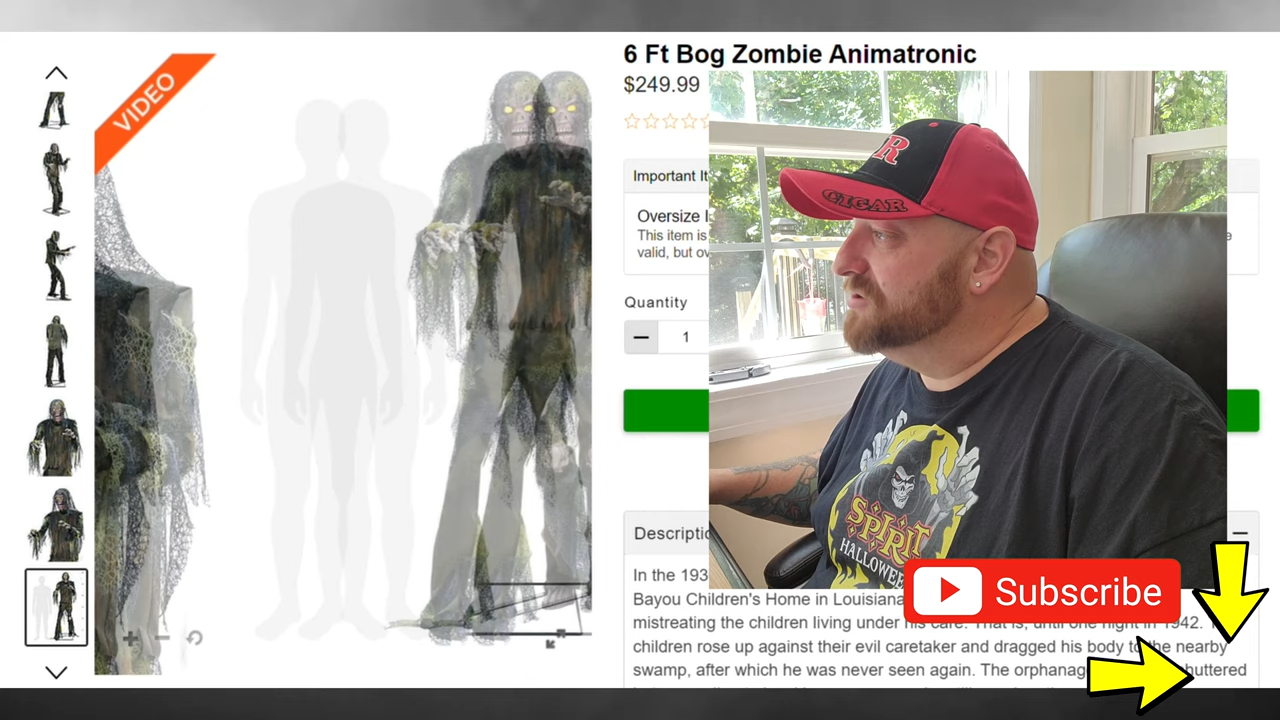 VIDEO
6 Ft Bog Zombie Animatronic
$249.99
Important It
Oversize I
This item is
valid, but ov
Quantity
1
R
CIGAR
SPIRIT
HALLOWEE
Descriptio
In the 193
Bayou Children's Home in Louisiana
mistreating the children living under his care. That is, until one night in 1942. T
children rose up against their evil caretaker and dragged his body to the nearby
swamp, after which he was never seen again. The orphanag huttered
Subscribe